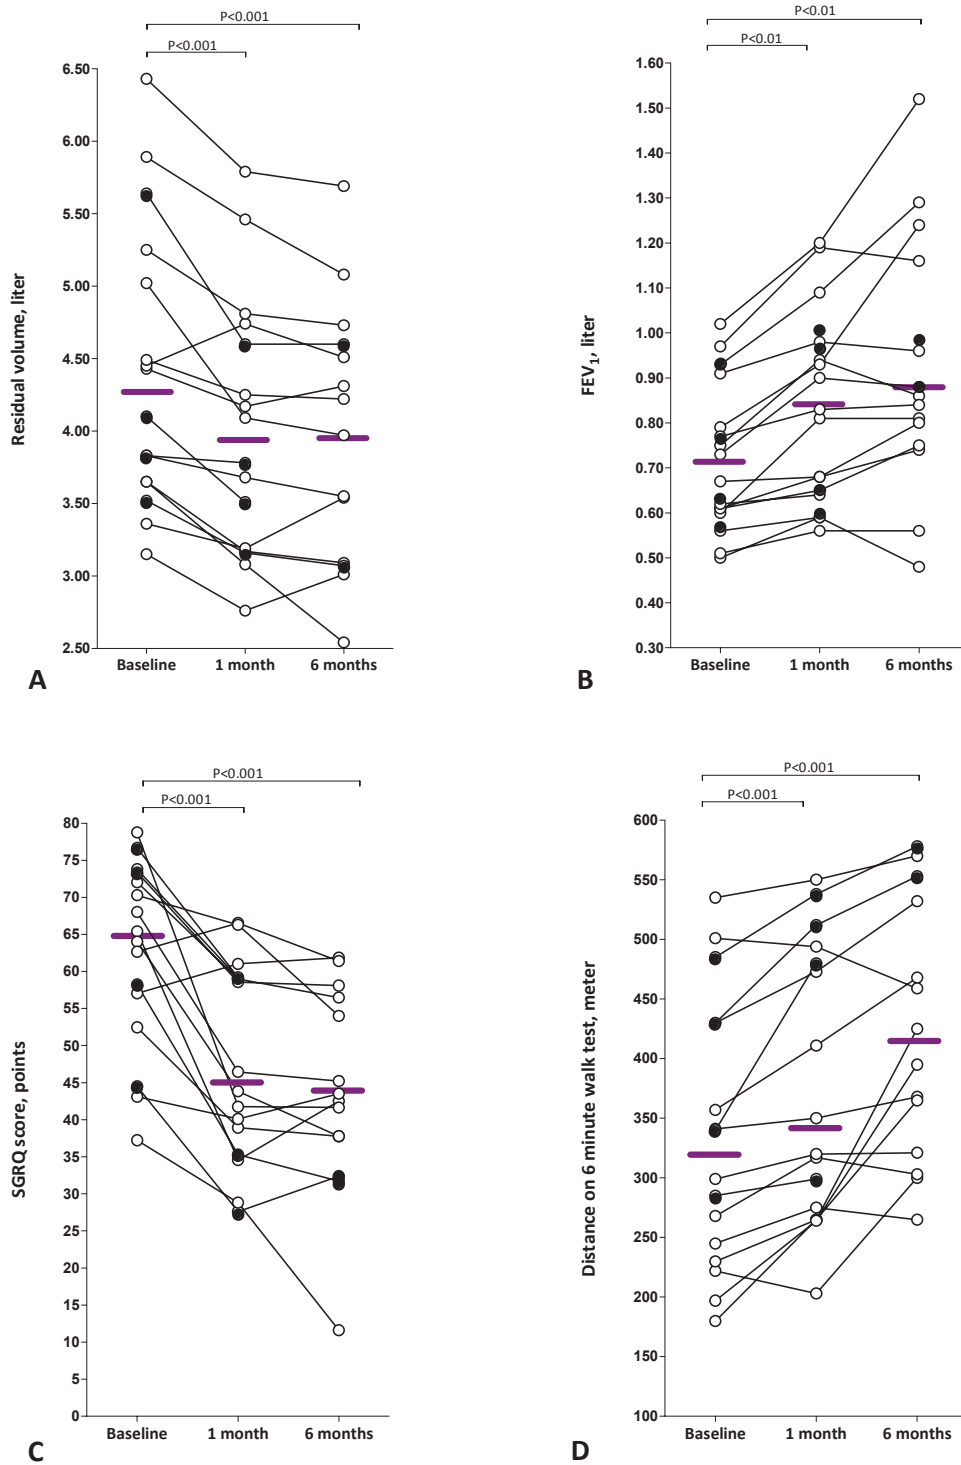 P<0.001
P<0.001
6.50
6.00
5.50
5.00
4.50
4.00
3.50
3.00
2.50
Residual volume, liter
Baseline 1 month 6 months
A
P<0.01
P<0.01
1.60
1.50
1.40
1.30
1.20
1.10
1.00
0.90
0.80
0.70
0.60
0.50
0.40
0.30
FEV1, liter
Baseline 1 month 6 months
B
P<0.001
P<0.001
80
75
70
65
60
55
50
45
40
35
30
25
20
15
10
5
0
SGRQ score, points
Baseline 1 month 6 months
C
P<0.001
P<0.001
600
550
500
450
400
350
300
250
200
150
100
Distance on 6 minute walk test, meter
Baseline 1 month 6 months
D